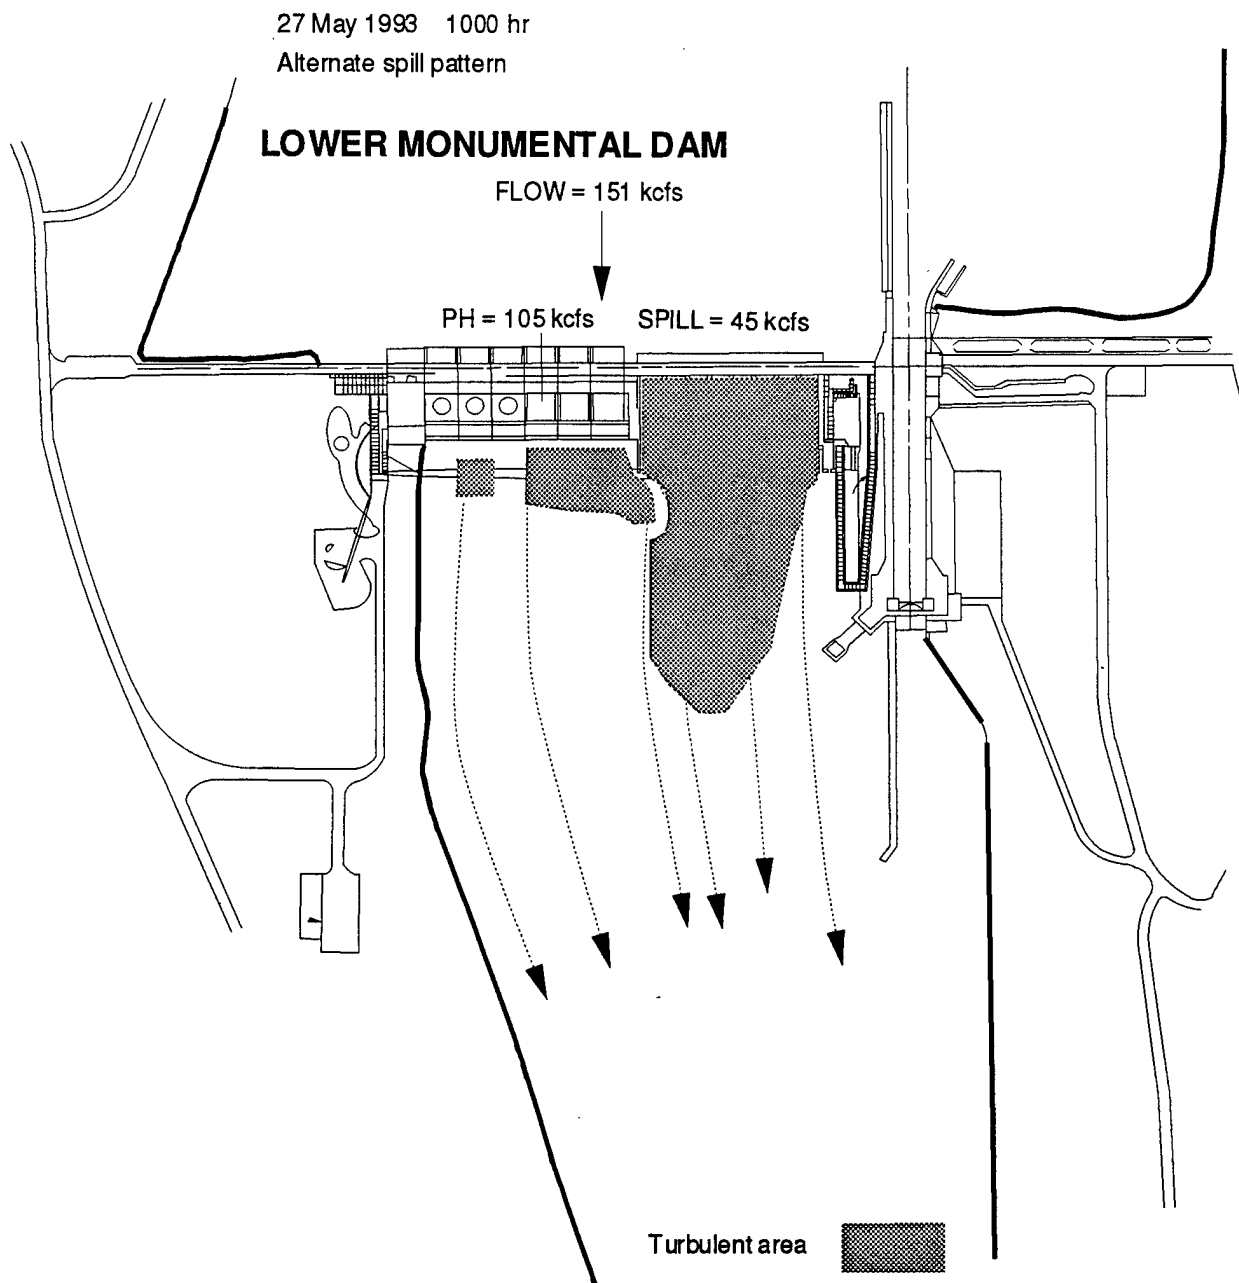 27 May 1993 1000 hr
Alternate spill pattern
LOWER MONUMENTAL DAM
FLOW = 151 kcfs
PH = 105 kcfs SPILL = 45 kcfs
Turbulent area